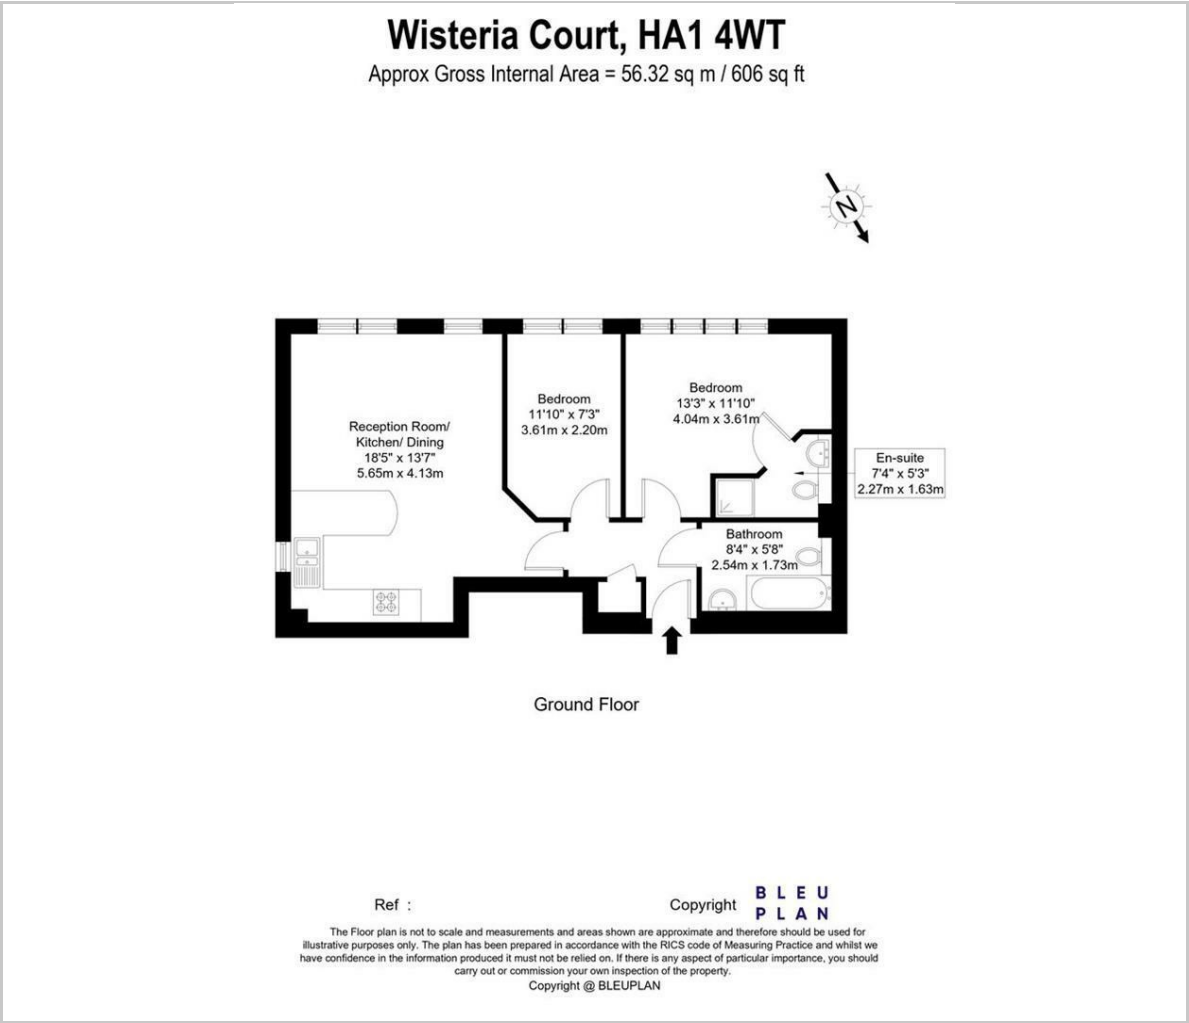 Wisteria Court, HA1 4WT
Approx Gross Internal Area = 56.32 sq m / 606 sq ft
N
Reception Room/
Kitchen/ Dining
18'5" x 13'7"
5.65m x 4.13m
Bedroom
11'10" x 7'3"
3.61m x 2.20m
Bedroom
13'3" x 11'10"
4.04m x 3.61m
En-suite
7'4" x 5'3"
2.27m x 1.63m
Bathroom
8'4" x 5'8"
2.54m x 1.73m
Ground Floor
Ref :
Copyright
BLEU
PLAN
The Floor plan is not to scale and measurements and areas shown are approximate and therefore should be used for
illustrative purposes only. The plan has been prepared in accordance with the RICS code of Measuring Practice and whilst we
have confidence in the information produced it must not be relied on. If there is any aspect of particular importance, you should
carry out or commission your own inspection of the property.
Copyright @ BLEUPLAN